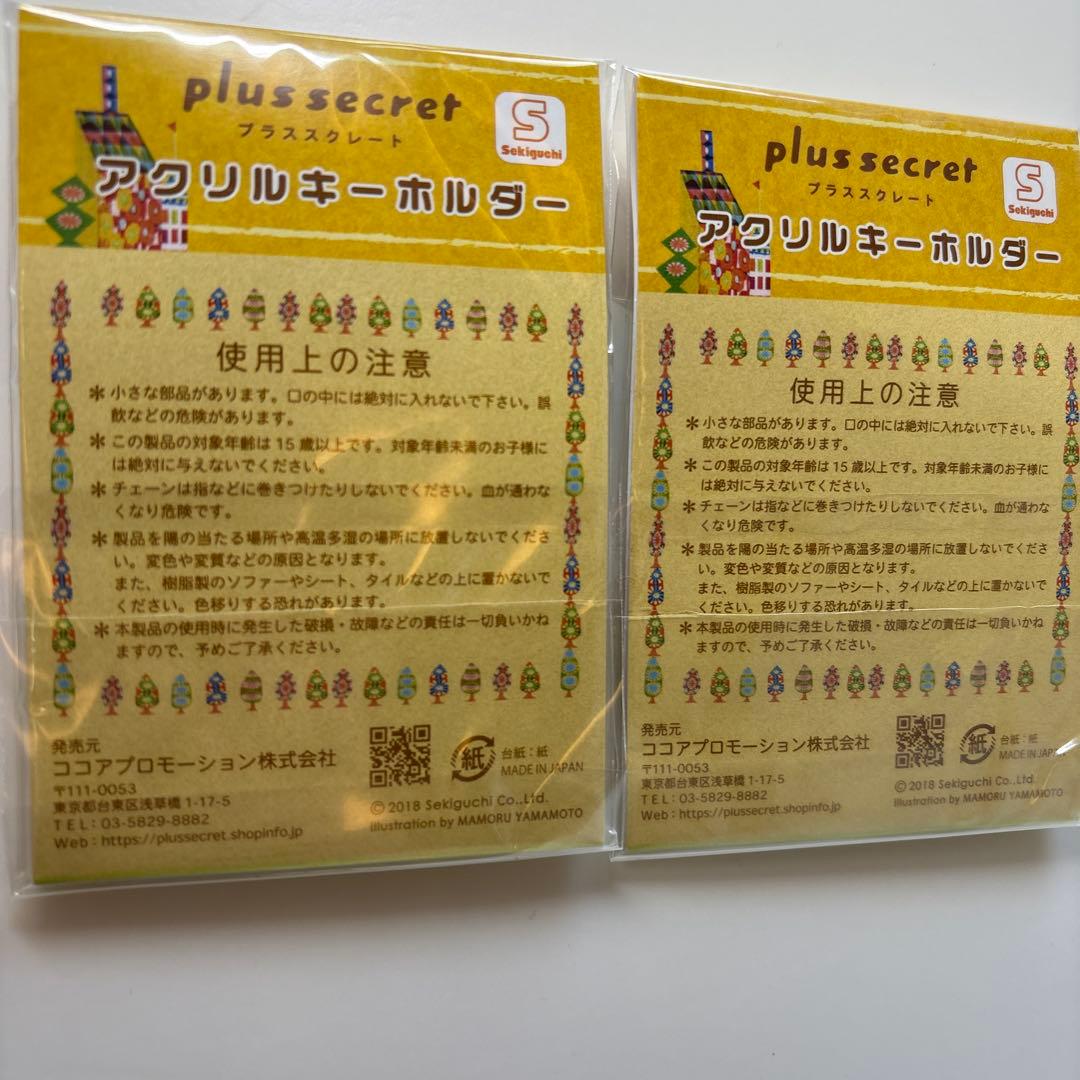 plus secret
プラススクレート
S
Sekiguchi
アクリルキーホルダー
使用上の注意
＊小さな部品があります。口の中には絶対に入れないで下さい。誤
飲などの危険があります。
＊この製品の対象年齢は15歳以上です。対象年齢未満のお子様に
は絶対に与えないでください。
＊チェーンは指などに巻きつけたりしないでください。血が通わな
くなり危険です。
＊製品を陽の当たる場所や高温多湿の場所に放置しないでくださ
い。変色や変質などの原因となります。
また、樹脂製のソファーやシート、タイルなどの上に置かないで
ください。色移りする恐れがあります。
＊本製品の使用時に発生した破損・故障などの責任は一切負いかね
ますので、予めご了承ください。
発売元
ココアプロモーション株式会社
〒111-0053
東京都台東区浅草橋1-17-5
TEL：03-5829-8882
Web：https://plussecret.shopinfo.jp
紙
台紙：紙
MADE IN JAPAN
© 2018 Sekiguchi Co.,Ltd.
illustration by MAMORU YAMAMOTO
plus secret
プラススクレート
S
Sekiguchi
アクリルキーホルダー
使用上の注意
＊小さな部品があります。口の中には絶対に入れないで下さい。誤
飲などの危険があります。
＊この製品の対象年齢は15歳以上です。対象年齢未満のお子様に
は絶対に与えないでください。
＊チェーンは指などに巻きつけたりしないでください。血が通わな
くなり危険です。
＊製品を陽の当たる場所や高温多湿の場所に放置しないでくださ
い。変色や変質などの原因となります。
また、樹脂製のソファーやシート、タイルなどの上に置かないで
ください。色移りする恐れがあります。
＊本製品の使用時に発生した破損・故障などの責任は一切負いかね
ますので、予めご了承ください。
発売元
ココアプロモーション株式会社
〒111-0053
東京都台東区浅草橋1-17-5
TEL：03-5829-8882
Web：https://plussecret.shopinfo.jp
紙
台紙：紙
MADE IN JAPAN
© 2018 Sekiguchi Co.,Ltd.
illustration by MAMORU YAMAMOTO